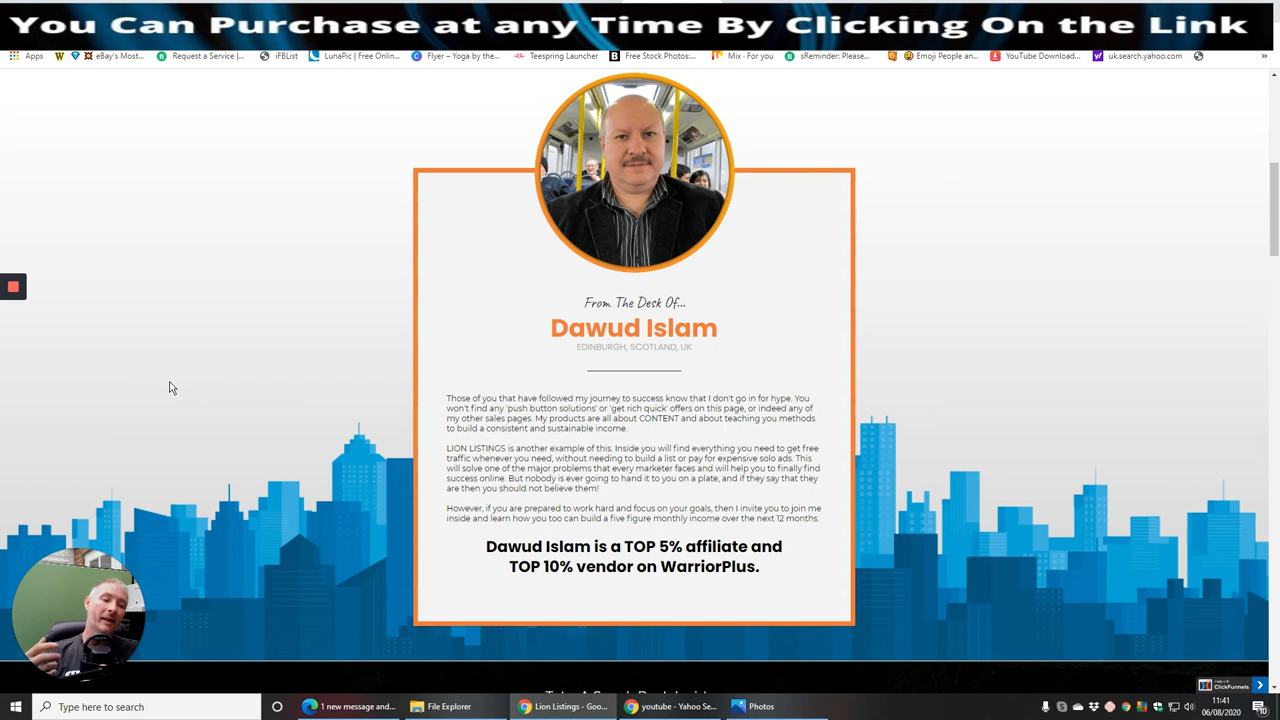 You Can Purchase at any Time By Clicking On the Link
Apps
eBay's Most...
Request a Service |...
iFBList
LunaPic | Free Onlin...
Flyer – Yoga by the...
Teespring Launcher
Free Stock Photos:...
Mix - For you
sReminder: Please...
Emoji People an...
YouTube Download...
uk.search.yahoo.com
»
From The Desk Of...
Dawud Islam
EDINBURGH, SCOTLAND, UK
Those of you that have followed my journey to success know that I don't go in for hype. You
won't find any 'push button solutions' or 'get rich quick' offers on this page, or indeed any of
my other sales pages. My products are all about CONTENT and about teaching you methods
to build a consistent and sustainable income.
LION LISTINGS is another example of this. Inside you will find everything you need to get free
traffic whenever you need, without needing to build a list or pay for expensive solo ads. This
will solve one of the major problems that every marketer faces and will help you to finally find
success online. But nobody is ever going to hand it to you on a plate, and if they say that they
are then you should not believe them!
However, if you are prepared to work hard and focus on your goals, then I invite you to join me
inside and learn how you too can build a five figure monthly income over the next 12 months.
Dawud Islam is a TOP 5% affiliate and
TOP 10% vendor on WarriorPlus.
ClickFunnels
Type here to search
1 new message and...
File Explorer
Lion Listings - Goo...
youtube - Yahoo Se...
Photos
11:41
06/08/2020